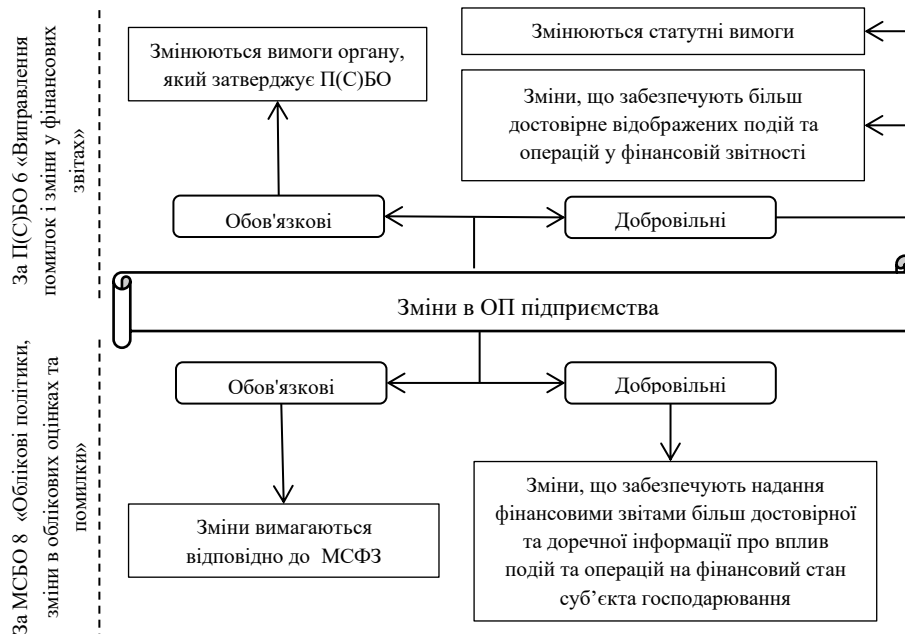 За П(С)БО 6 «Виправлення
помилок і зміни у фінансових
звітах»
Змінюються вимоги органу,
який затверджує П(С)БО
Змінюються статутні вимоги
Зміни, що забезпечують більш
достовірне відображених подій та
операцій у фінансовій звітності
Обов'язкові
Добровільні
Зміни в ОП підприємства
За МСБО 8 «Облікові політики,
зміни в облікових оцінках та
помилки»
Обов'язкові
Добровільні
Зміни вимагаються
відповідно до МСФЗ
Зміни, що забезпечують надання
фінансовими звітами більш достовірної
та доречної інформації про вплив
подій та операцій на фінансовий стан
суб’єкта господарювання